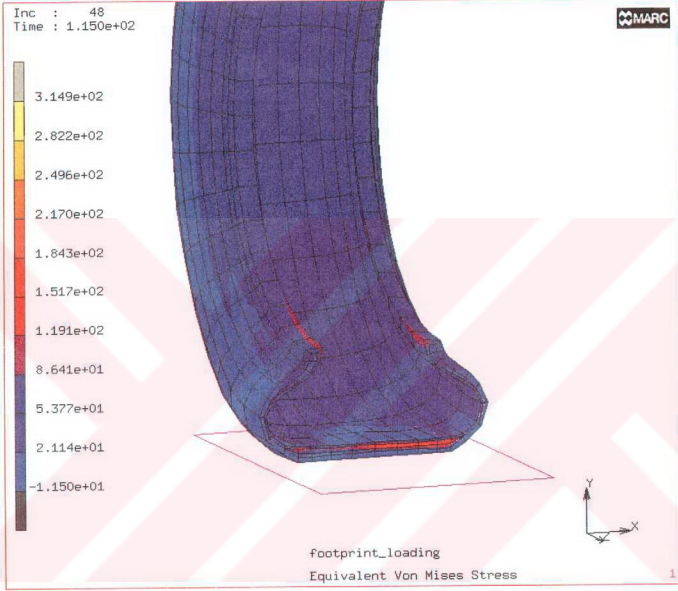 Inc : 48
Time : 1.150e+02
MARC
3.149e+02
2.822e+02
2.496e+02
2.170e+02
1.843e+02
1.517e+02
1.191e+02
8.641e+01
5.377e+01
2.114e+01
-1.150e+01
Y
X
footprint_loading
Equivalent Von Mises Stress
1